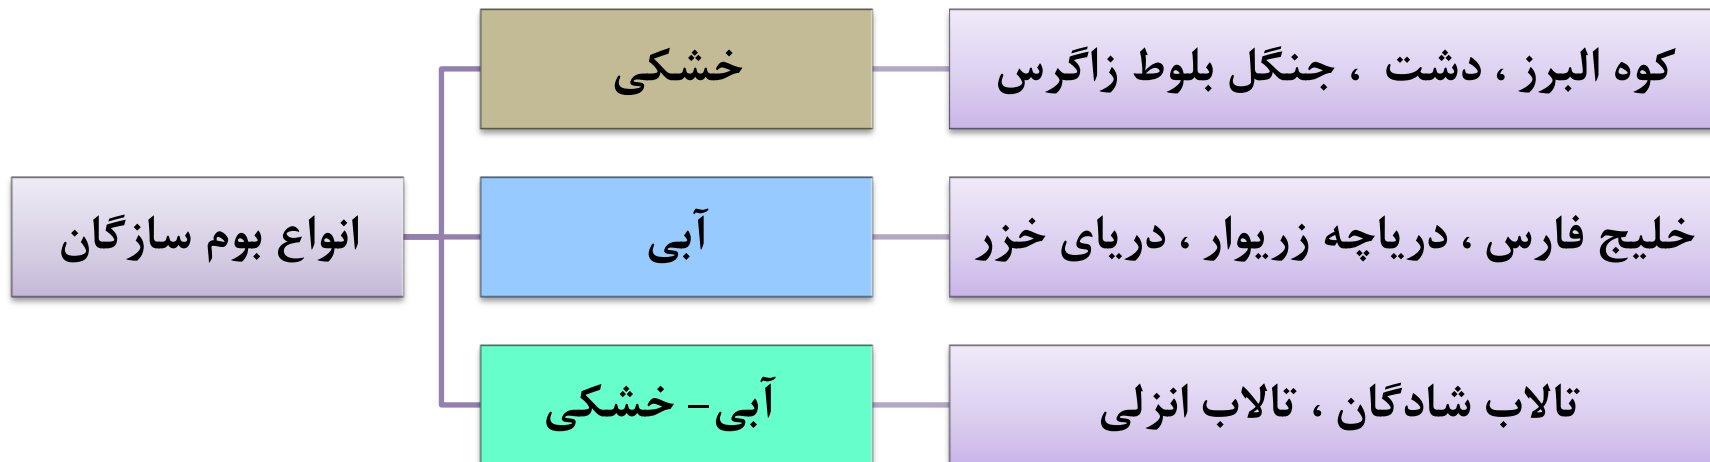 انواع بوم سازگان
خشکی
کوه البرز ، دشت ، جنگل بلوط زاگرس
آبی
خلیج فارس ، دریاچه زریوار ، دریای خزر
آبی- خشکی
تالاب شادگان ، تالاب انزلی